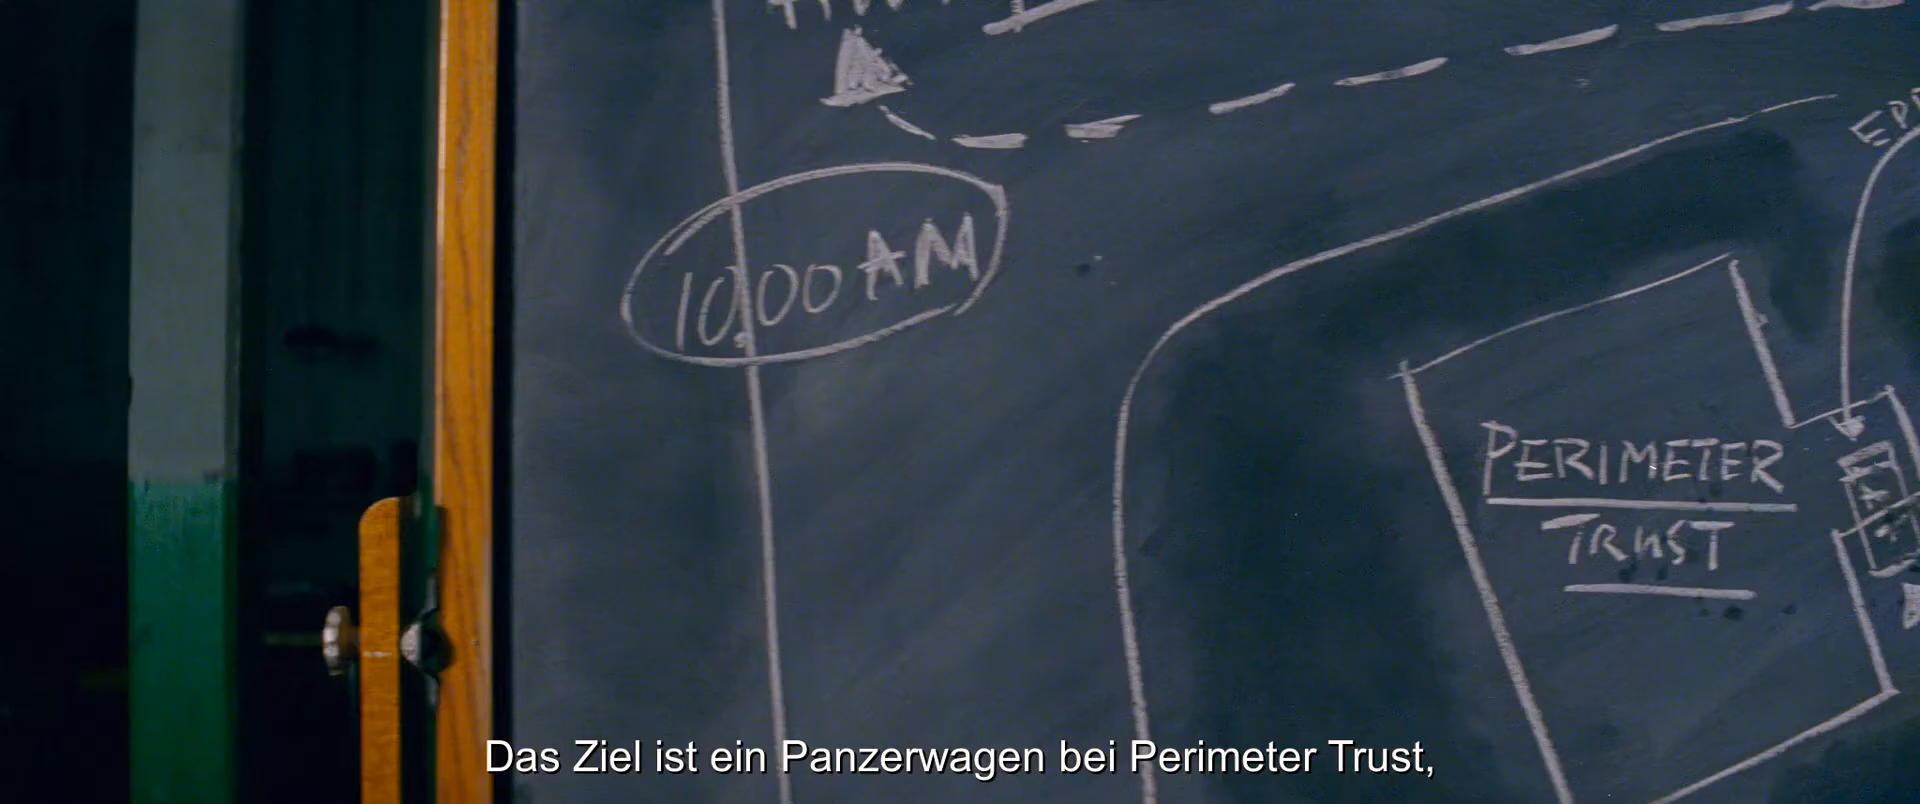 10:00 AM
PERIMETER
TRUST
Das Ziel ist ein Panzerwagen bei Perimeter Trust,